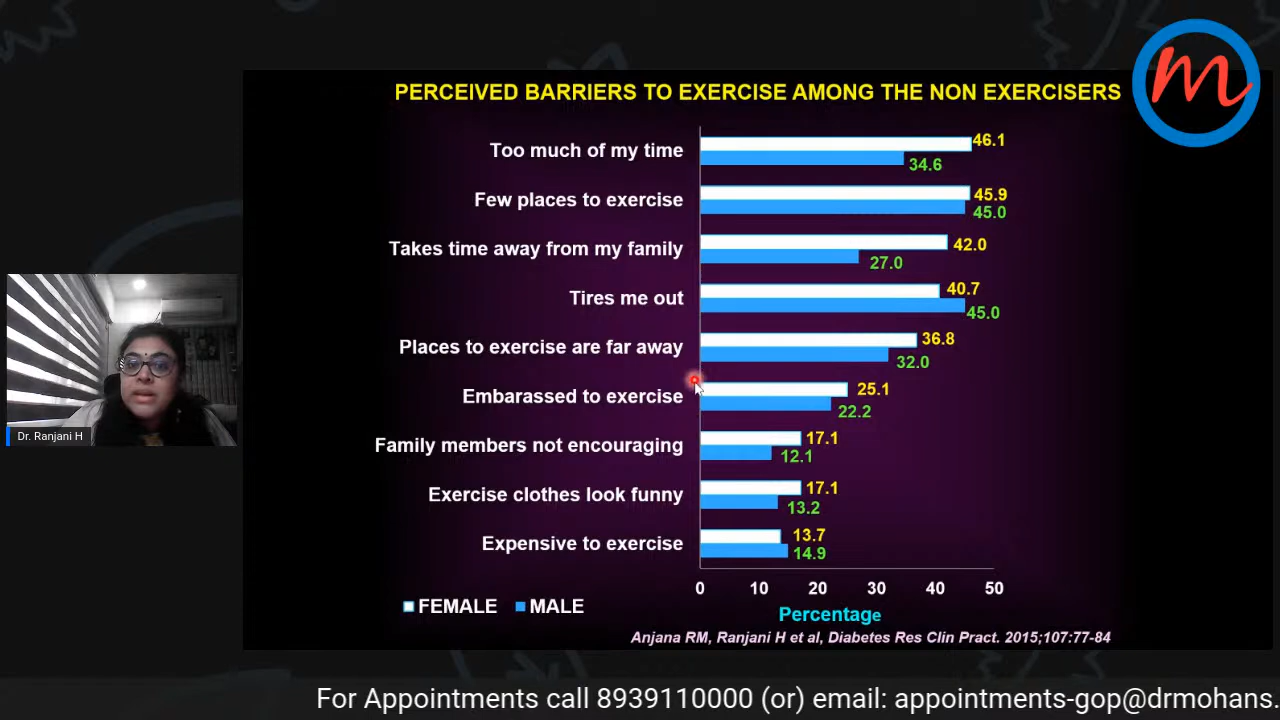 m
PERCEIVED BARRIERS TO EXERCISE AMONG THE NON EXERCISERS
Too much of my time 46.1
34.6
Few places to exercise 45.9
45.0
Takes time away from my family 42.0
27.0
Tires me out 40.7
45.0
Places to exercise are far away 36.8
32.0
Embarassed to exercise 25.1
22.2
Family members not encouraging 17.1
12.1
Exercise clothes look funny 17.1
13.2
Expensive to exercise 13.7
14.9
0 10 20 30 40 50
FEMALE MALE
Percentage
Anjana RM, Ranjani H et al, Diabetes Res Clin Pract. 2015;107:77-84
Dr. Ranjani H
For Appointments call 8939110000 (or) email: appointments-gop@drmohans.